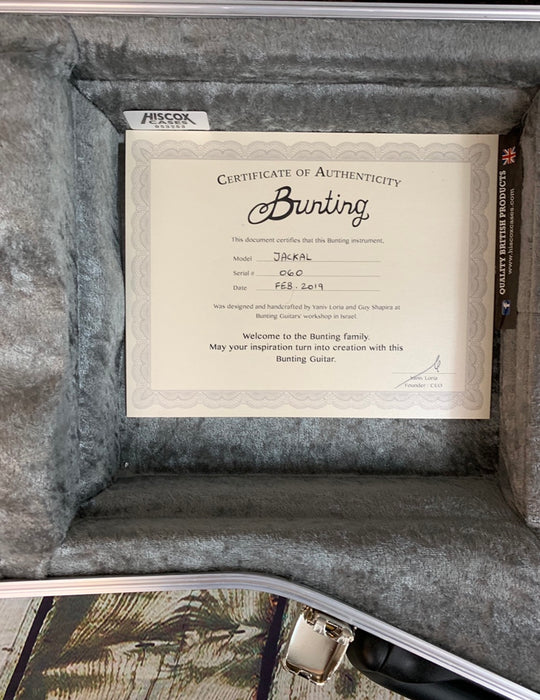 HISCOX
CASES
CERTIFICATE OF AUTHENTICITY
Bunting
This document certifies that this Bunting instrument,
Model JACKAL
Serial # 060
Date FEB. 2019
Was designed and handcrafted by Yaniv Loria and Guy Shapira at
Bunting Guitars' workshop in Israel.
Welcome to the Bunting family.
May your inspiration turn into creation with this
Bunting Guitar.
Yaniv Loria
Founder / CEO
QUALITY BRITISH PRODUCTS
www.hiscoxcases.com